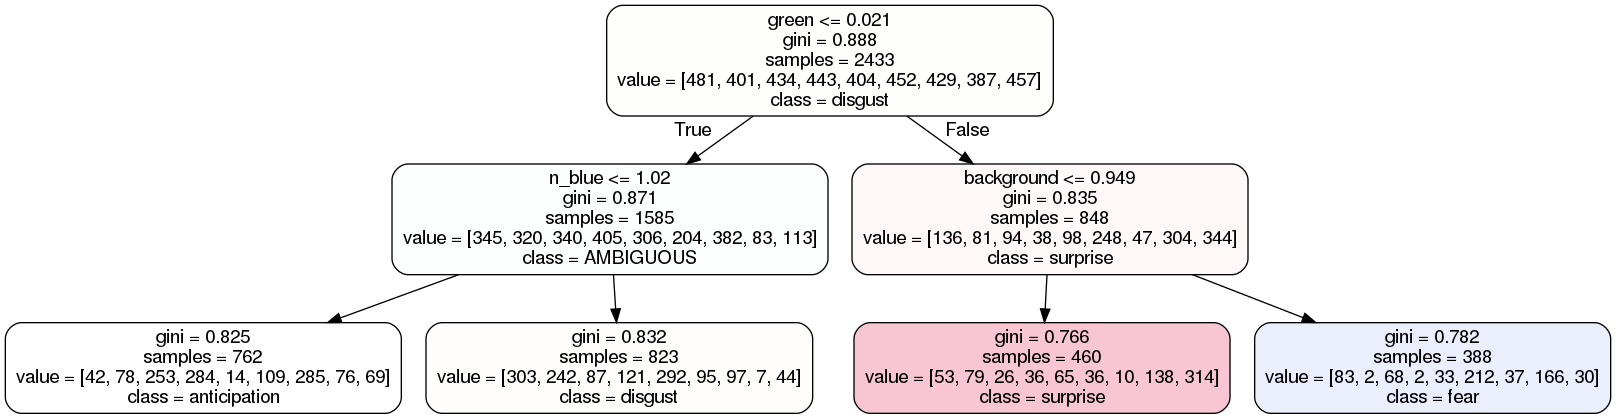 green <= 0.021
gini = 0.888
samples = 2433
value = [481, 401, 434, 443, 404, 452, 429, 387, 457]
class = disgust
True
False
n_blue <= 1.02
gini = 0.871
samples = 1585
value = [345, 320, 340, 405, 306, 204, 382, 83, 113]
class = AMBIGUOUS
background <= 0.949
gini = 0.835
samples = 848
value = [136, 81, 94, 38, 98, 248, 47, 304, 344]
class = surprise
gini = 0.825
samples = 762
value = [42, 78, 253, 284, 14, 109, 285, 76, 69]
class = anticipation
gini = 0.832
samples = 823
value = [303, 242, 87, 121, 292, 95, 97, 7, 44]
class = disgust
gini = 0.766
samples = 460
value = [53, 79, 26, 36, 65, 36, 10, 138, 314]
class = surprise
gini = 0.782
samples = 388
value = [83, 2, 68, 2, 33, 212, 37, 166, 30]
class = fear